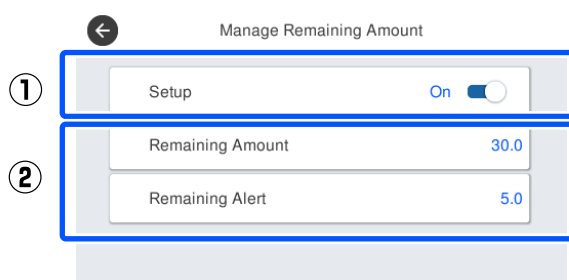 Manage Remaining Amount
①
Setup On
②
Remaining Amount 30.0
Remaining Alert 5.0